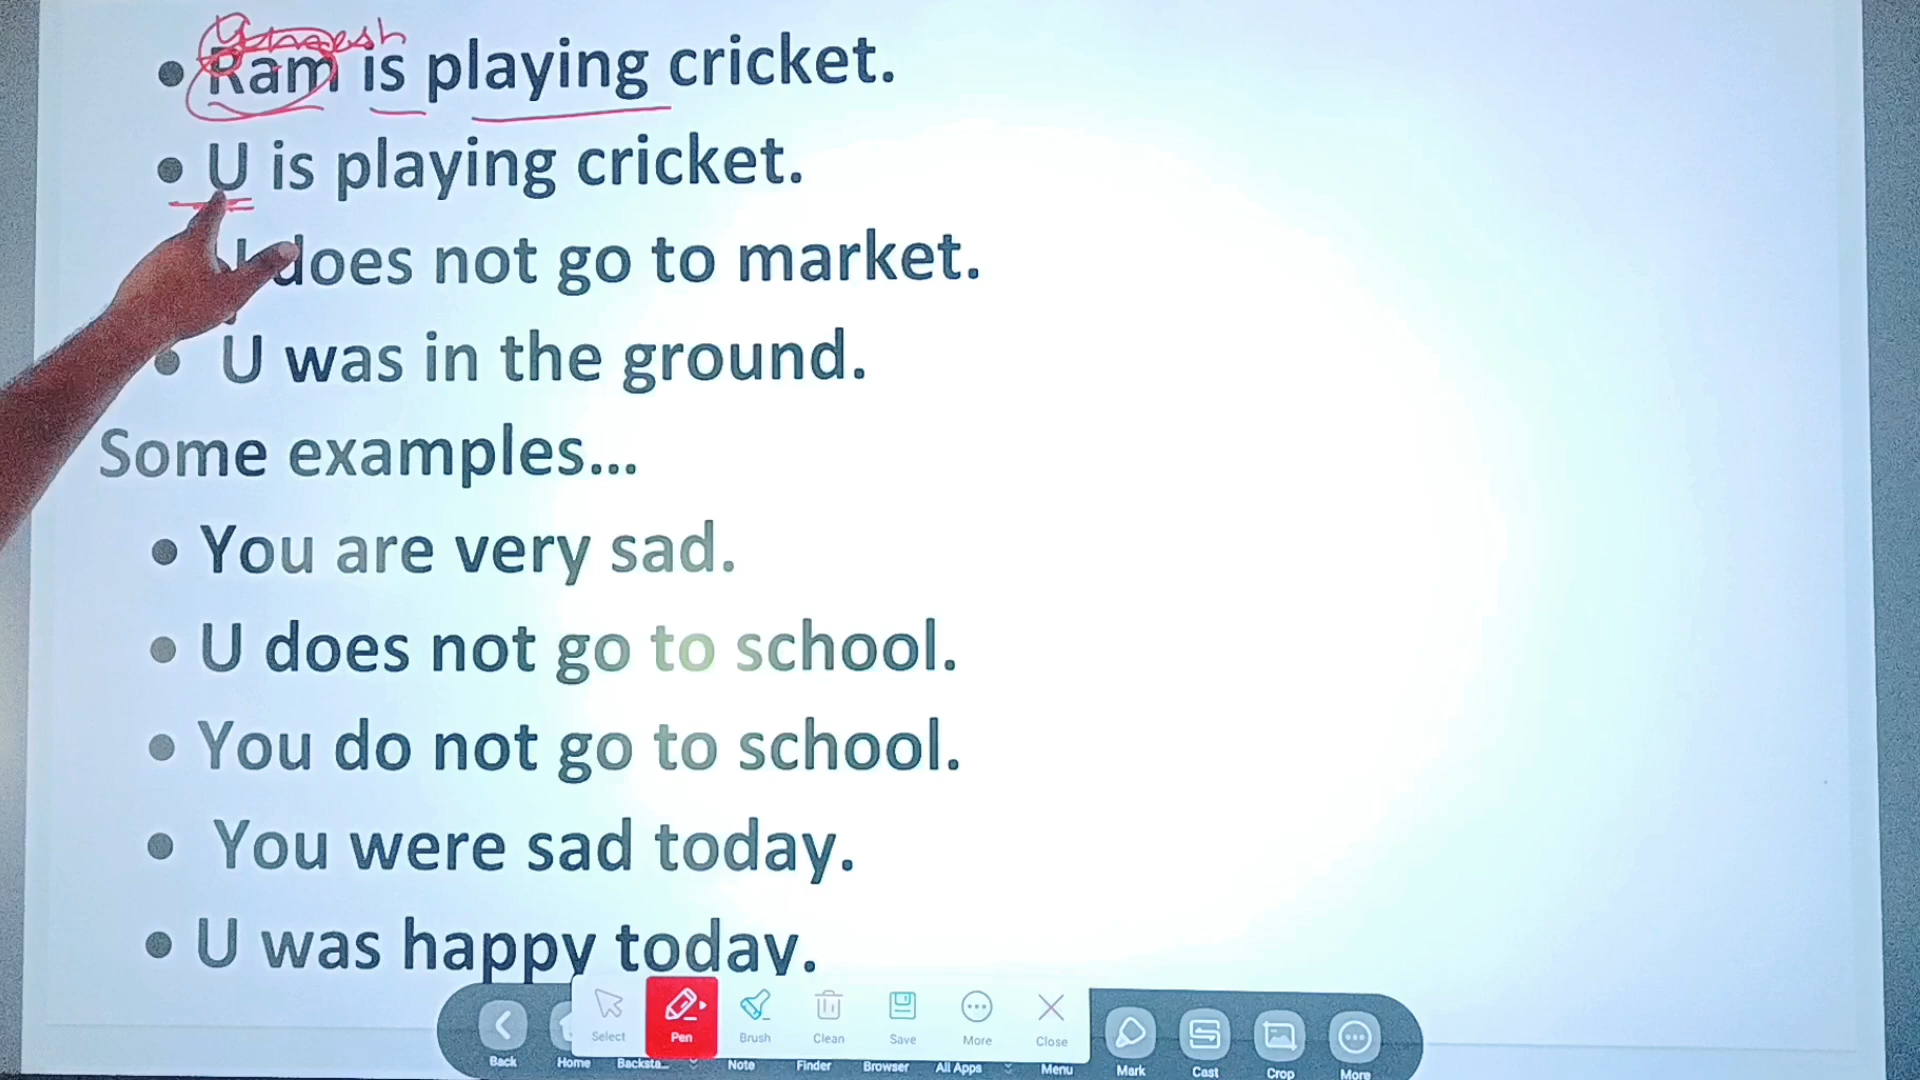 • Ram is playing cricket.
• U is playing cricket.
does not go to market.
• U was in the ground.
Some examples...
• You are very sad.
• U does not go to school.
• You do not go to school.
• You were sad today.
• U was happy today.
Select Pen Brush Clean Save More Close
Back Home Backsta... Note Finder Browser All Apps Menu Mark Cast Crop More